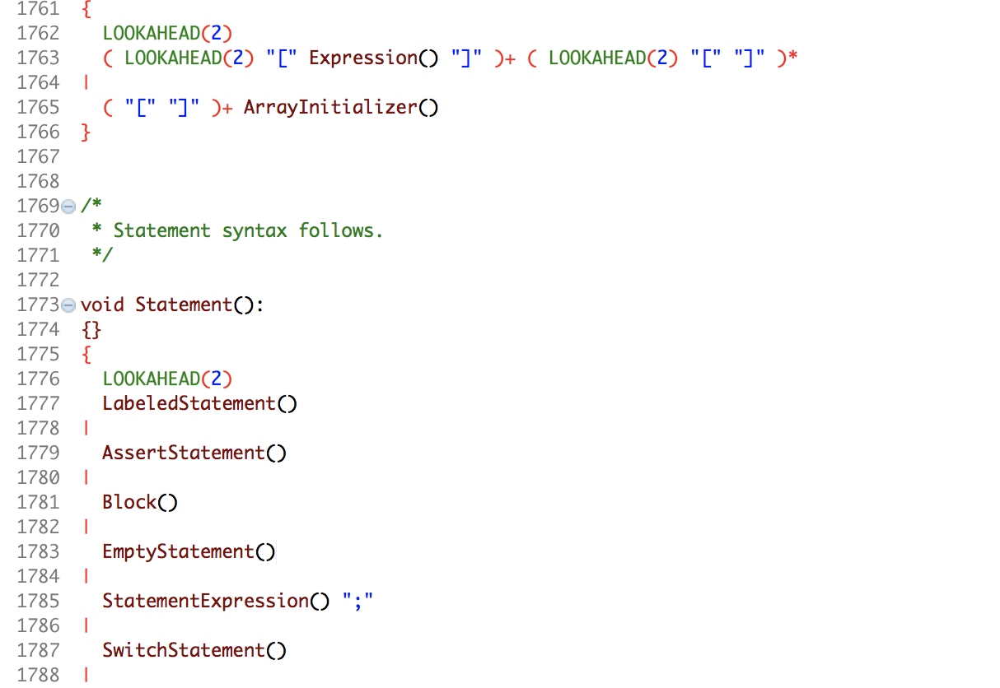 1761 {
1762   LOOKAHEAD(2)
1763   ( LOOKAHEAD(2) "[" Expression() "]" )+ ( LOOKAHEAD(2) "[" "]" )*
1764 |
1765   ( "[" "]" )+ ArrayInitializer()
1766 }
1767
1768
1769 /*
1770  * Statement syntax follows.
1771  */
1772
1773 void Statement():
1774 {}
1775 {
1776   LOOKAHEAD(2)
1777   LabeledStatement()
1778 |
1779   AssertStatement()
1780 |
1781   Block()
1782 |
1783   EmptyStatement()
1784 |
1785   StatementExpression() ";"
1786 |
1787   SwitchStatement()
1788 |